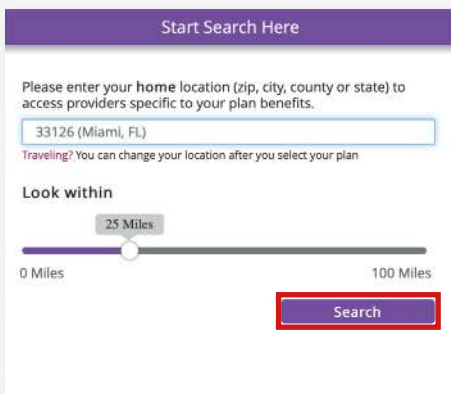 Start Search Here
Please enter your home location (zip, city, county or state) to
access providers specific to your plan benefits.
33126 (Miami, FL)
Traveling? You can change your location after you select your plan
Look within
25 Miles
0 Miles 100 Miles
Search